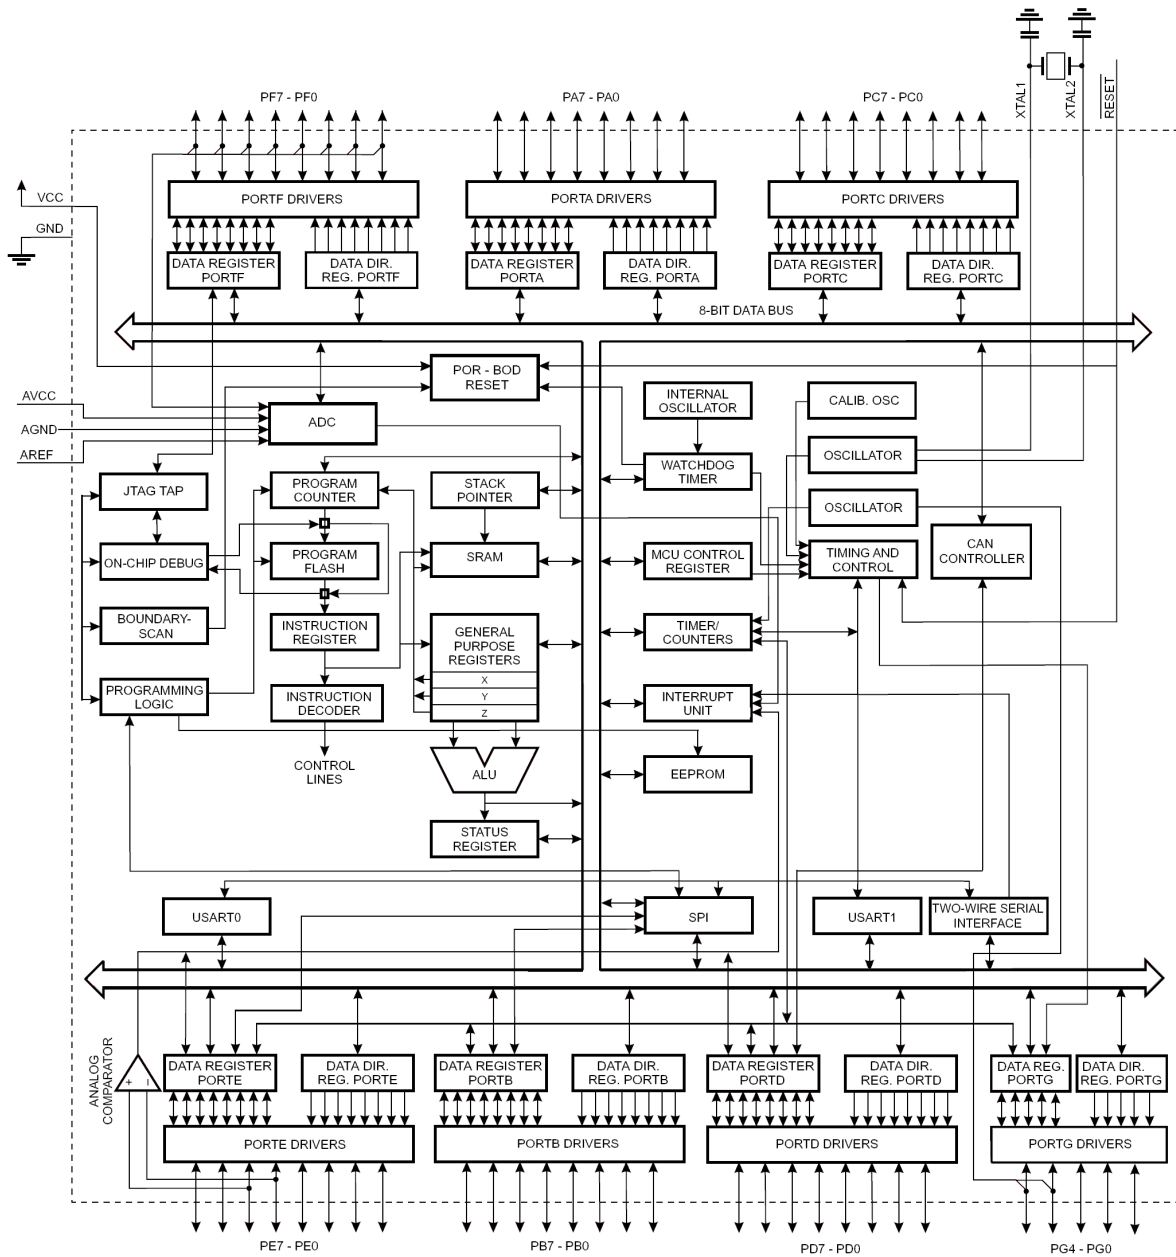 PF7 - PF0
PA7 - PA0
PC7 - PC0
XTAL1
XTAL2
RESET
VCC
GND
PORTF DRIVERS
PORTA DRIVERS
PORTC DRIVERS
DATA REGISTER
PORTF
DATA DIR.
REG. PORTF
DATA REGISTER
PORTA
DATA DIR.
REG. PORTA
DATA REGISTER
PORTC
DATA DIR.
REG. PORTC
8-BIT DATA BUS
POR - BOD
RESET
INTERNAL
OSCILLATOR
CALIB. OSC
AVCC
AGND
AREF
ADC
OSCILLATOR
WATCHDOG
TIMER
JTAG TAP
PROGRAM
COUNTER
STACK
POINTER
OSCILLATOR
ON-CHIP DEBUG
PROGRAM
FLASH
SRAM
MCU CONTROL
REGISTER
TIMING AND
CONTROL
CAN
CONTROLLER
BOUNDARY-
SCAN
INSTRUCTION
REGISTER
GENERAL
PURPOSE
REGISTERS
X
Y
Z
TIMER/
COUNTERS
PROGRAMMING
LOGIC
INSTRUCTION
DECODER
INTERRUPT
UNIT
CONTROL
LINES
ALU
EEPROM
STATUS
REGISTER
USART0
SPI
USART1
TWO-WIRE SERIAL
INTERFACE
ANALOG
COMPARATOR
+
−
DATA REGISTER
PORTE
DATA DIR.
REG. PORTE
DATA REGISTER
PORTB
DATA DIR.
REG. PORTB
DATA REGISTER
PORTD
DATA DIR.
REG. PORTD
DATA REG.
PORTG
DATA DIR.
REG. PORTG
PORTE DRIVERS
PORTB DRIVERS
PORTD DRIVERS
PORTG DRIVERS
PE7 - PE0
PB7 - PB0
PD7 - PD0
PG4 - PG0